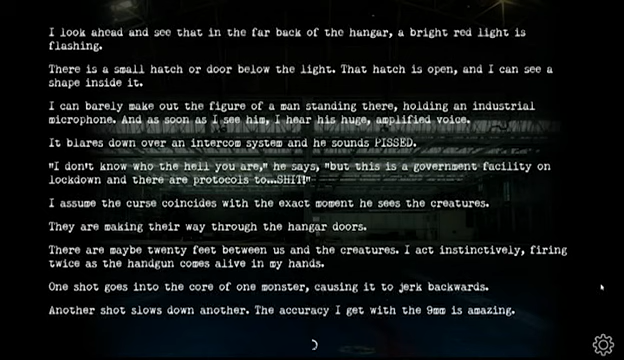 I look ahead and see that in the far back of the hangar, a bright red light is
flashing.
There is a small hatch or door below the light. That hatch is open, and I can see a
shape inside it.
I can barely make out the figure of a man standing there, holding an industrial
microphone. And as soon as I see him, I hear his huge, amplified voice.
It blares down over an intercom system and he sounds PISSED.
"I don't know who the hell you are," he says, "but this is a government facility on
lockdown and there are protocols to...SHIT!"
I assume the curse coincides with the exact moment he sees the creatures.
They are making their way through the hangar doors.
There are maybe twenty feet between us and the creatures. I act instinctively, firing
twice as the handgun comes alive in my hands.
One shot goes into the core of one monster, causing it to jerk backwards.
Another shot slows down another. The accuracy I get with the 9mm is amazing.